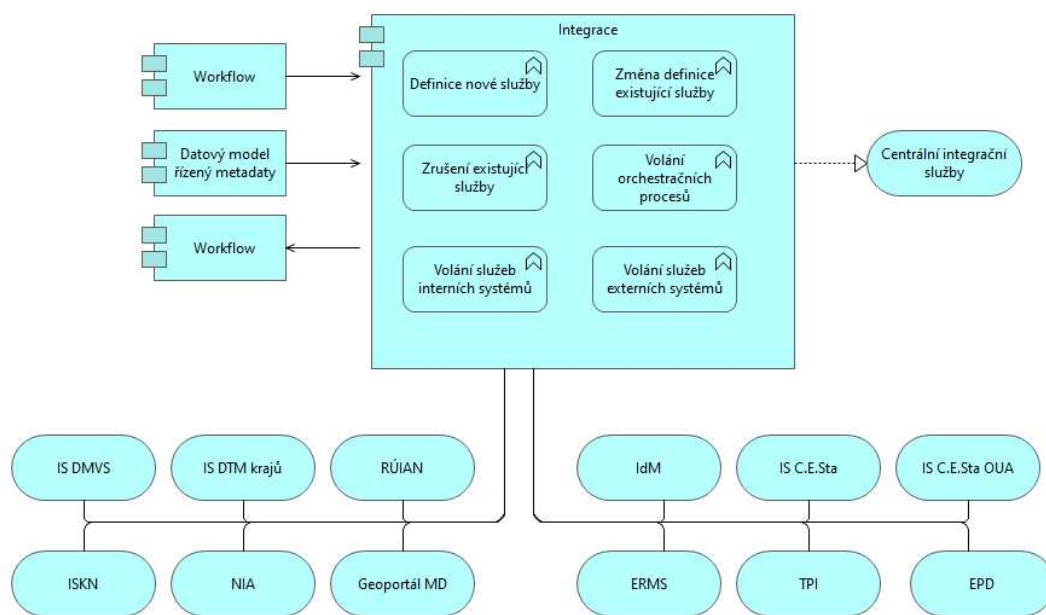 Integrace
Workflow
Definice nové služby
Změna definice
existující služby
Datový model
řízený metadaty
Zrušení existující
služby
Volání
orchestračních
procesů
Centrální integrační
služby
Workflow
Volání služeb
interních systémů
Volání služeb
externích systémů
IS DMVS
IS DTM krajů
RÚIAN
IdM
IS C.E.Sta
IS C.E.Sta OUA
ISKN
NIA
Geoportál MD
ERMS
TPI
EPD